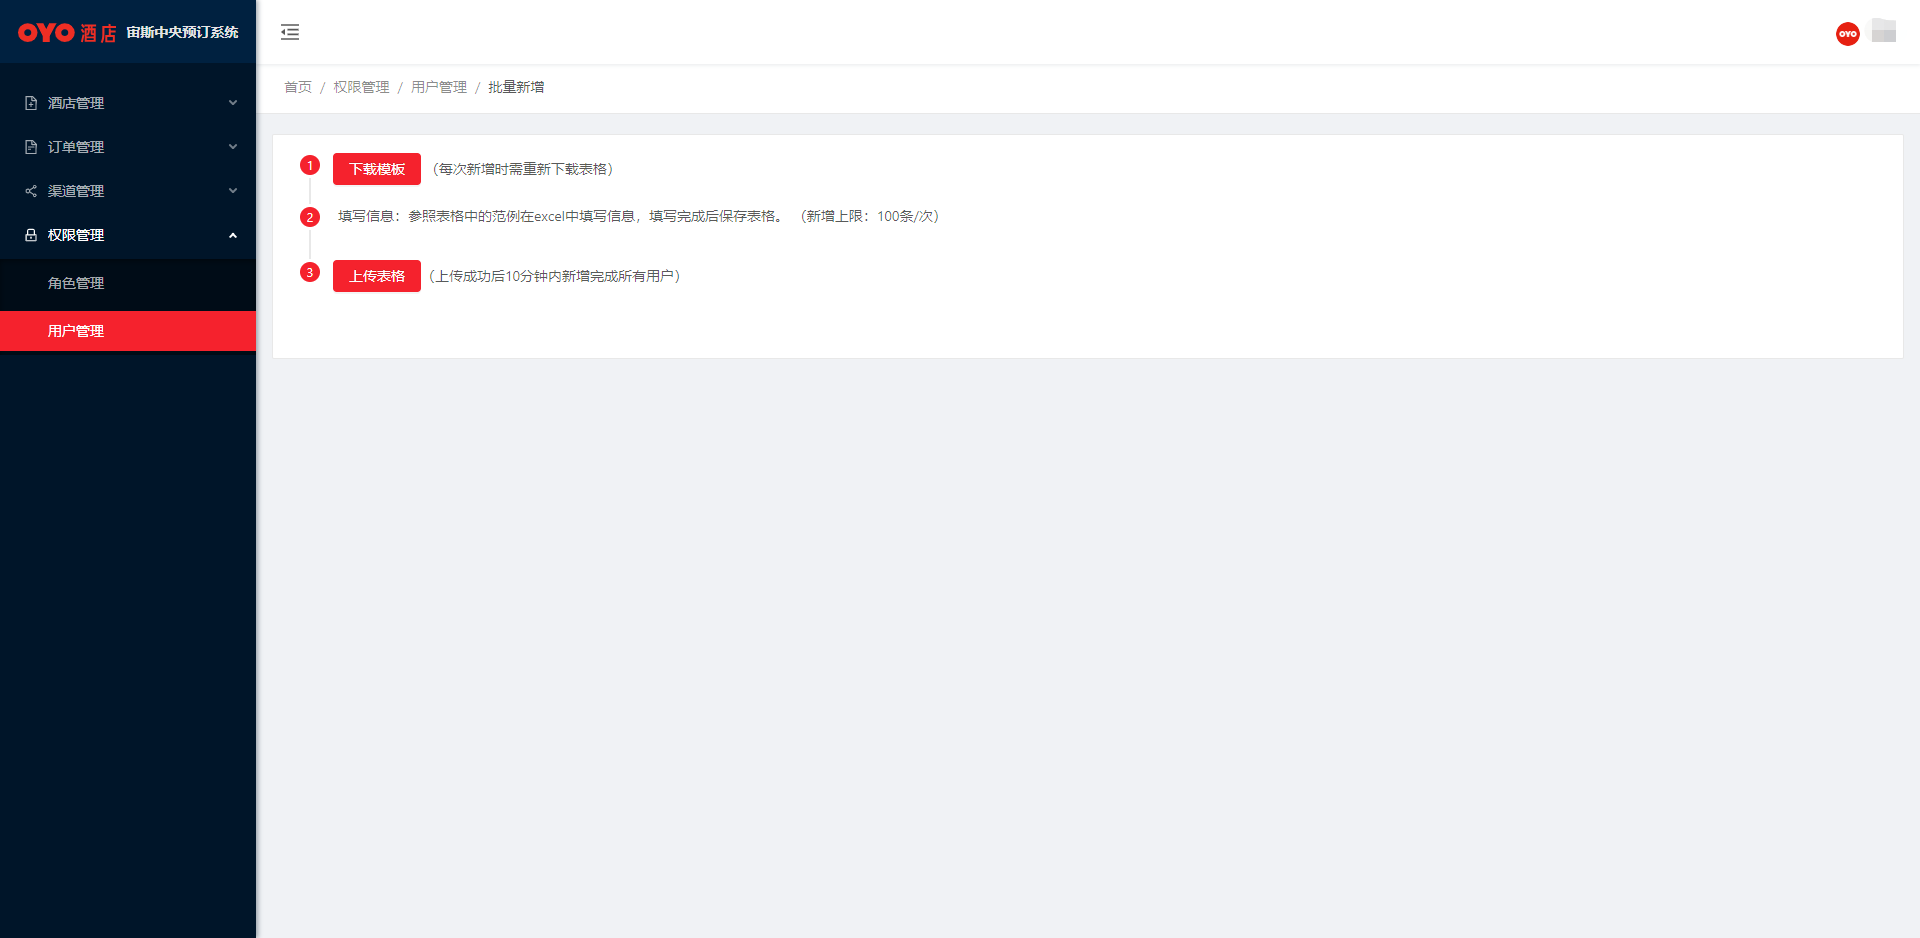 OYO 酒店 宙斯中央预订系统
OYO
首页 / 权限管理 / 用户管理 / 批量新增
酒店管理
订单管理
渠道管理
权限管理
角色管理
用户管理
1 下载模板 （每次新增时需重新下载表格）
2 填写信息：参照表格中的范例在excel中填写信息，填写完成后保存表格。 （新增上限：100条/次）
3 上传表格 （上传成功后10分钟内新增完成所有用户）